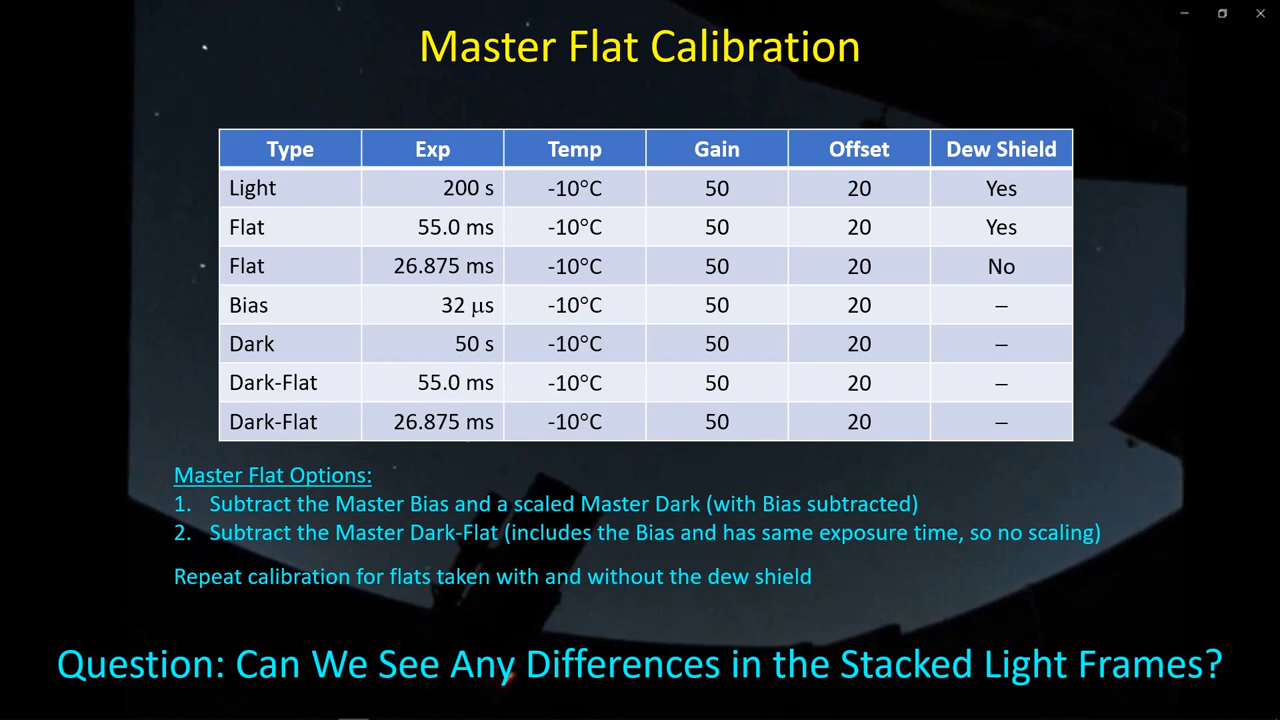 Master Flat Calibration
Type Exp Temp Gain Offset Dew Shield
Light 200 s -10°C 50 20 Yes
Flat 55.0 ms -10°C 50 20 Yes
Flat 26.875 ms -10°C 50 20 No
Bias 32 μs -10°C 50 20 –
Dark 50 s -10°C 50 20 –
Dark-Flat 55.0 ms -10°C 50 20 –
Dark-Flat 26.875 ms -10°C 50 20 –
Master Flat Options:
1. Subtract the Master Bias and a scaled Master Dark (with Bias subtracted)
2. Subtract the Master Dark-Flat (includes the Bias and has same exposure time, so no scaling)
Repeat calibration for flats taken with and without the dew shield
Question: Can We See Any Differences in the Stacked Light Frames?